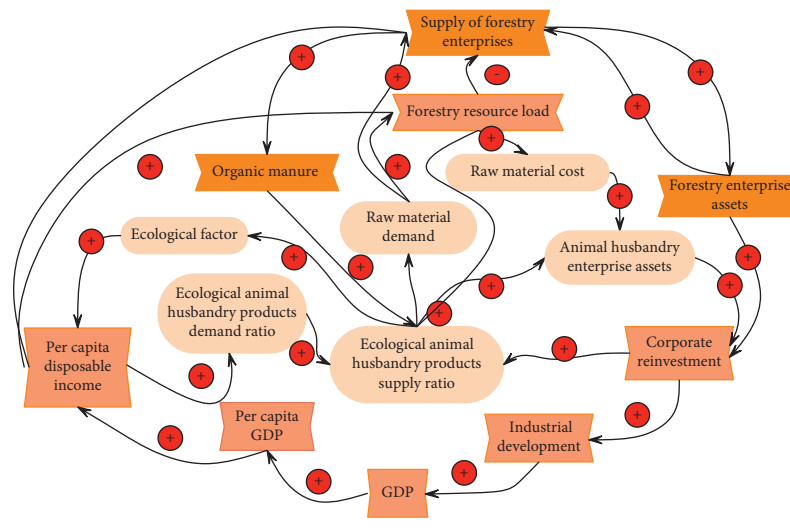 Supply of forestry
enterprises
+
+
+
-
+
Forestry resource load
+
+
+
Organic manure
Raw material cost
Forestry enterprise
assets
+
Raw material
demand
Ecological factor
+
+
+
Animal husbandry
enterprise assets
+
+
+
+
Ecological animal
husbandry products
demand ratio
+
Per capita
disposable
income
+
+
Ecological animal
husbandry products
supply ratio
+
Corporate
reinvestment
+
Per capita
GDP
+
Industrial
development
+
+
GDP
+